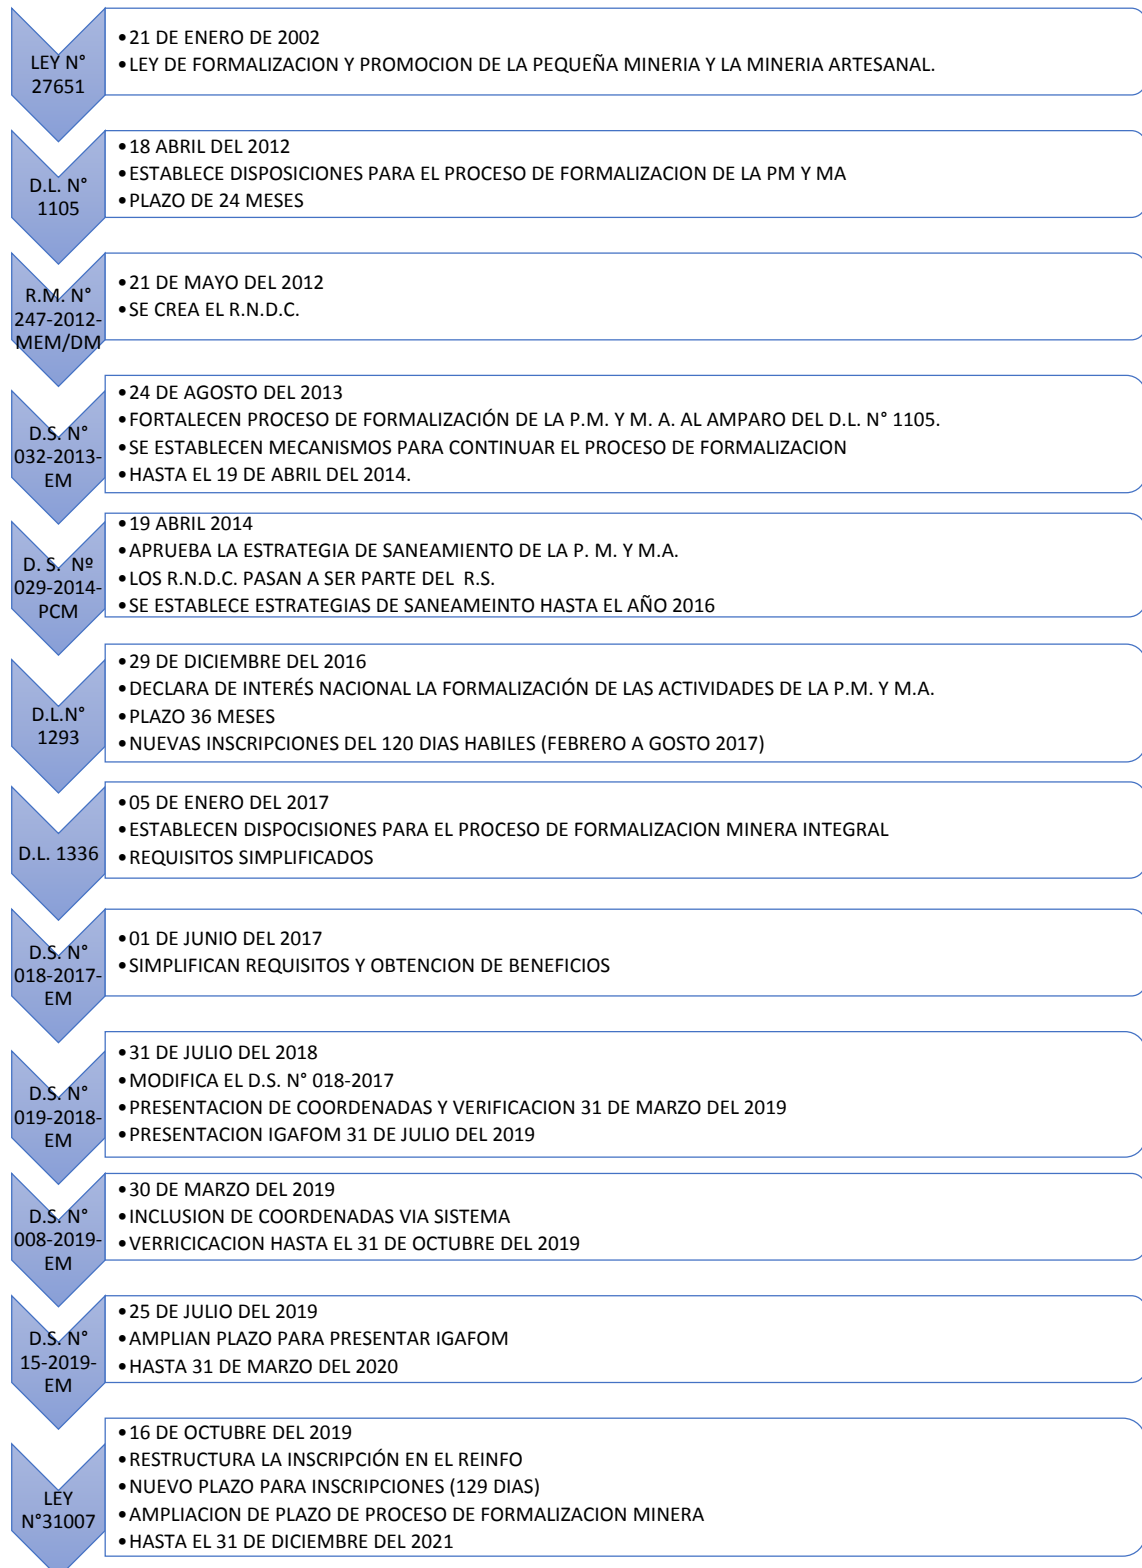 LEY N°
27651
•21 DE ENERO DE 2002
•LEY DE FORMALIZACION Y PROMOCION DE LA PEQUEÑA MINERIA Y LA MINERIA ARTESANAL.
D.L. N°
1105
•18 ABRIL DEL 2012
•ESTABLECE DISPOSICIONES PARA EL PROCESO DE FORMALIZACION DE LA PM Y MA
•PLAZO DE 24 MESES
R.M. N°
247-2012-
MEM/DM
•21 DE MAYO DEL 2012
•SE CREA EL R.N.D.C.
D.S. N°
032-2013-
EM
•24 DE AGOSTO DEL 2013
•FORTALECEN PROCESO DE FORMALIZACIÓN DE LA P.M. Y M. A. AL AMPARO DEL D.L. N° 1105.
•SE ESTABLECEN MECANISMOS PARA CONTINUAR EL PROCESO DE FORMALIZACION
•HASTA EL 19 DE ABRIL DEL 2014.
D. S. Nº
029-2014-
PCM
•19 ABRIL 2014
•APRUEBA LA ESTRATEGIA DE SANEAMIENTO DE LA P. M. Y M.A.
•LOS R.N.D.C. PASAN A SER PARTE DEL R.S.
•SE ESTABLECE ESTRATEGIAS DE SANEAMEINTO HASTA EL AÑO 2016
D.L.N°
1293
•29 DE DICIEMBRE DEL 2016
•DECLARA DE INTERÉS NACIONAL LA FORMALIZACIÓN DE LAS ACTIVIDADES DE LA P.M. Y M.A.
•PLAZO 36 MESES
•NUEVAS INSCRIPCIONES DEL 120 DIAS HABILES (FEBRERO A GOSTO 2017)
D.L. 1336
•05 DE ENERO DEL 2017
•ESTABLECEN DISPOCISIONES PARA EL PROCESO DE FORMALIZACION MINERA INTEGRAL
•REQUISITOS SIMPLIFICADOS
D.S. N°
018-2017-
EM
•01 DE JUNIO DEL 2017
•SIMPLIFICAN REQUISITOS Y OBTENCION DE BENEFICIOS
D.S. N°
019-2018-
EM
•31 DE JULIO DEL 2018
•MODIFICA EL D.S. N° 018-2017
•PRESENTACION DE COORDENADAS Y VERIFICACION 31 DE MARZO DEL 2019
•PRESENTACION IGAFOM 31 DE JULIO DEL 2019
D.S. N°
008-2019-
EM
•30 DE MARZO DEL 2019
•INCLUSION DE COORDENADAS VIA SISTEMA
•VERRICICACION HASTA EL 31 DE OCTUBRE DEL 2019
D.S. N°
15-2019-
EM
•25 DE JULIO DEL 2019
•AMPLIAN PLAZO PARA PRESENTAR IGAFOM
•HASTA 31 DE MARZO DEL 2020
LEY
N°31007
•16 DE OCTUBRE DEL 2019
•RESTRUCTURA LA INSCRIPCIÓN EN EL REINFO
•NUEVO PLAZO PARA INSCRIPCIONES (129 DIAS)
•AMPLIACION DE PLAZO DE PROCESO DE FORMALIZACION MINERA
•HASTA EL 31 DE DICIEMBRE DEL 2021